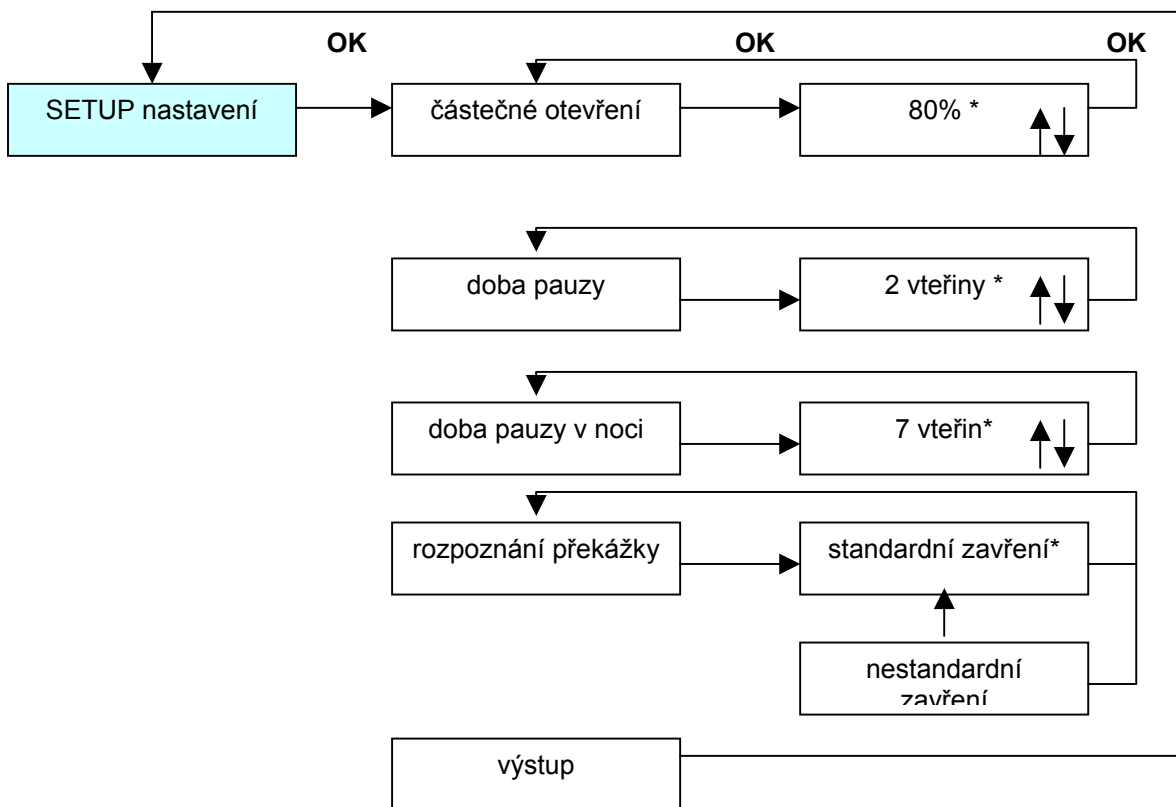 OK OK OK
SETUP nastavení částečné otevření 80% *
doba pauzy 2 vteřiny *
doba pauzy v noci 7 vteřin*
rozpoznání překážky standardní zavření*
nestandardní
zavření
výstup